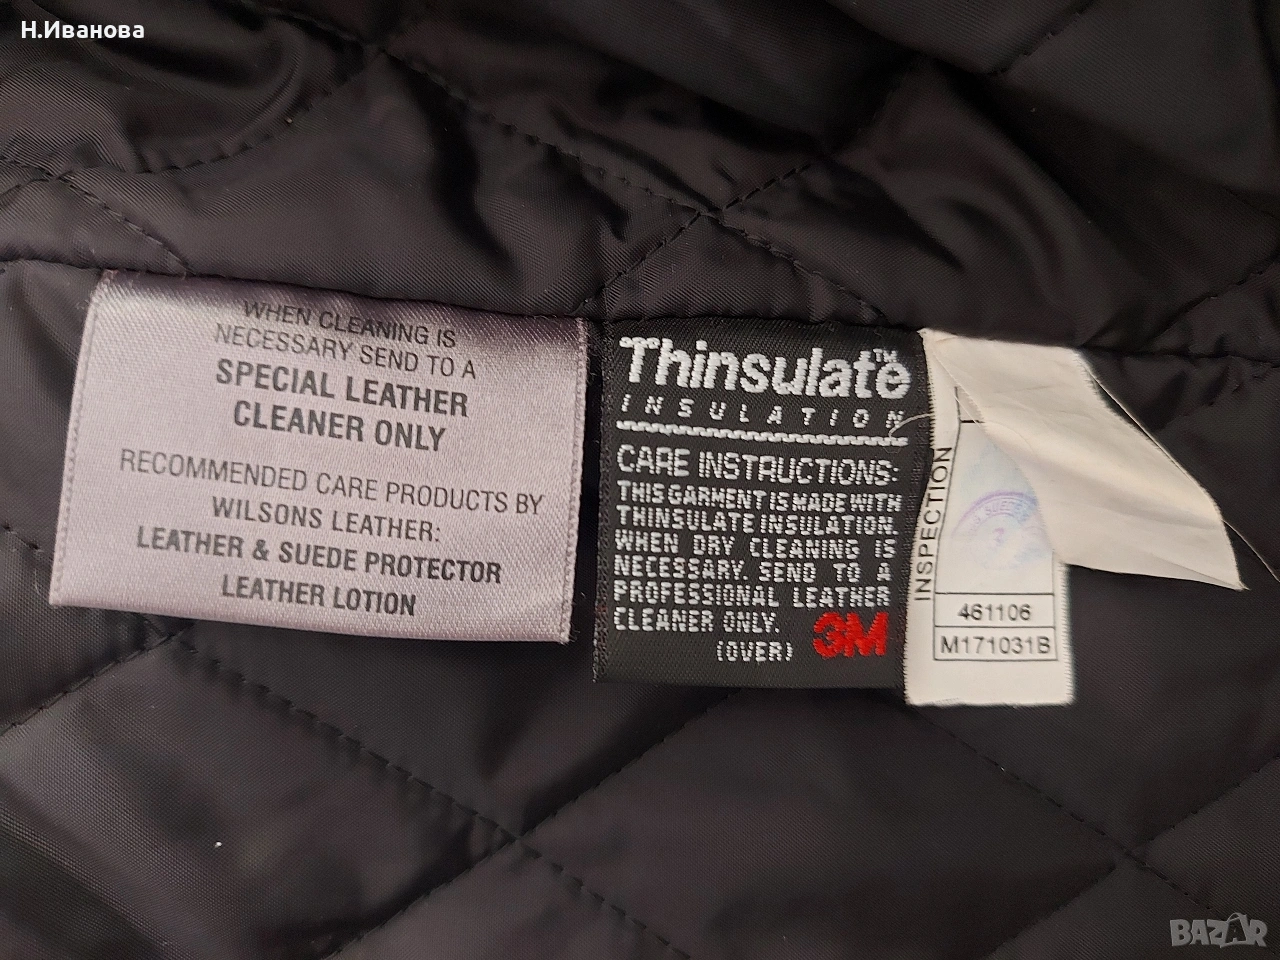 Н.Иванова
WHEN CLEANING IS
NECESSARY SEND TO A
SPECIAL LEATHER
CLEANER ONLY
RECOMMENDED CARE PRODUCTS BY
WILSONS LEATHER:
LEATHER & SUEDE PROTECTOR
LEATHER LOTION
Thinsulate™
INSULATION
CARE INSTRUCTIONS:
THIS GARMENT IS MADE WITH
THINSULATE INSULATION.
WHEN DRY CLEANING IS
NECESSARY. SEND TO A
PROFESSIONAL LEATHER
CLEANER ONLY.
(OVER)
3M
INSPECTION
3
461106
M171031B
BAZAR